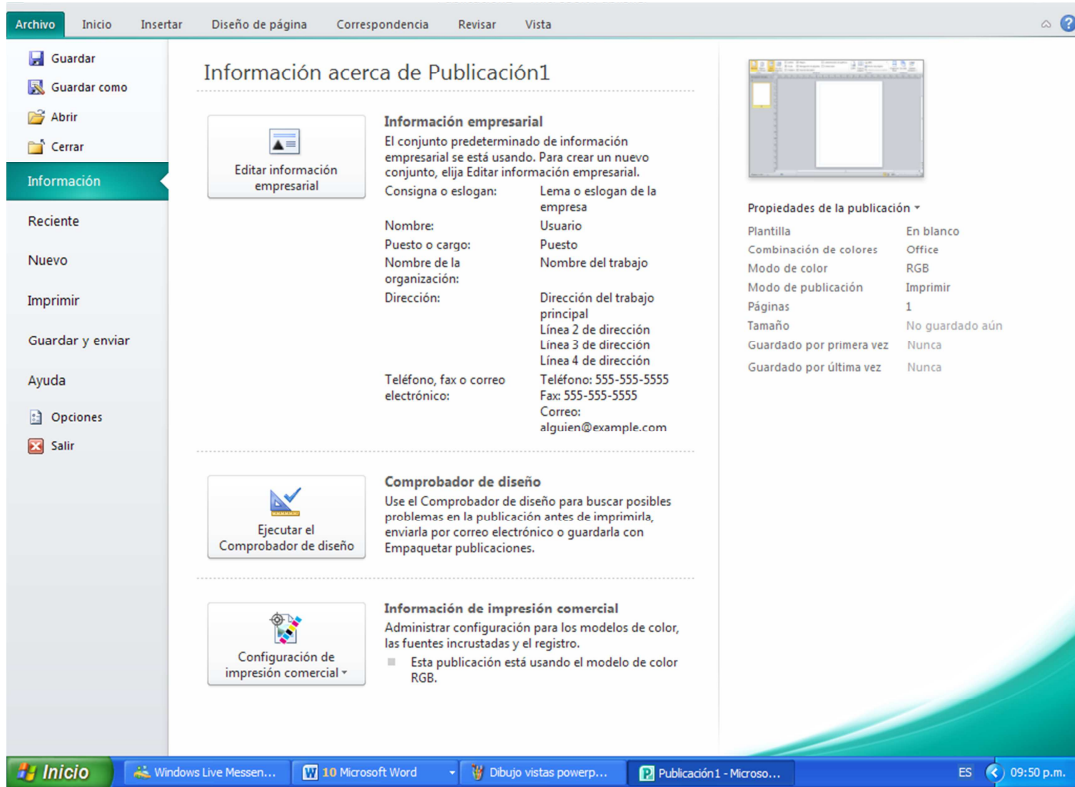 Archivo Inicio Insertar Diseño de página Correspondencia Revisar Vista
Guardar
Guardar como
Abrir
Cerrar
Información
Reciente
Nuevo
Imprimir
Guardar y enviar
Ayuda
Opciones
Salir
Información acerca de Publicación1
Editar información
empresarial
Información empresarial
El conjunto predeterminado de información
empresarial se está usando. Para crear un nuevo
conjunto, elija Editar información empresarial.
Consigna o eslogan: Lema o eslogan de la
empresa
Nombre: Usuario
Puesto o cargo: Puesto
Nombre de la Nombre del trabajo
organización:
Dirección: Dirección del trabajo
principal
Línea 2 de dirección
Línea 3 de dirección
Línea 4 de dirección
Teléfono, fax o correo Teléfono: 555-555-5555
electrónico: Fax: 555-555-5555
Correo:
alguien@example.com
Ejecutar el
Comprobador de diseño
Comprobador de diseño
Use el Comprobador de diseño para buscar posibles
problemas en la publicación antes de imprimirla,
enviarla por correo electrónico o guardarla con
Empaquetar publicaciones.
Configuración de
impresión comercial
Información de impresión comercial
Administrar configuración para los modelos de color,
las fuentes incrustadas y el registro.
Esta publicación está usando el modelo de color
RGB.
Propiedades de la publicación
Plantilla En blanco
Combinación de colores Office
Modo de color RGB
Modo de publicación Imprimir
Páginas 1
Tamaño No guardado aún
Guardado por primera vez Nunca
Guardado por última vez Nunca
Inicio Windows Live Messen... 10 Microsoft Word Dibujo vistas powerp... Publicación1 - Microso... ES 09:50 p.m.